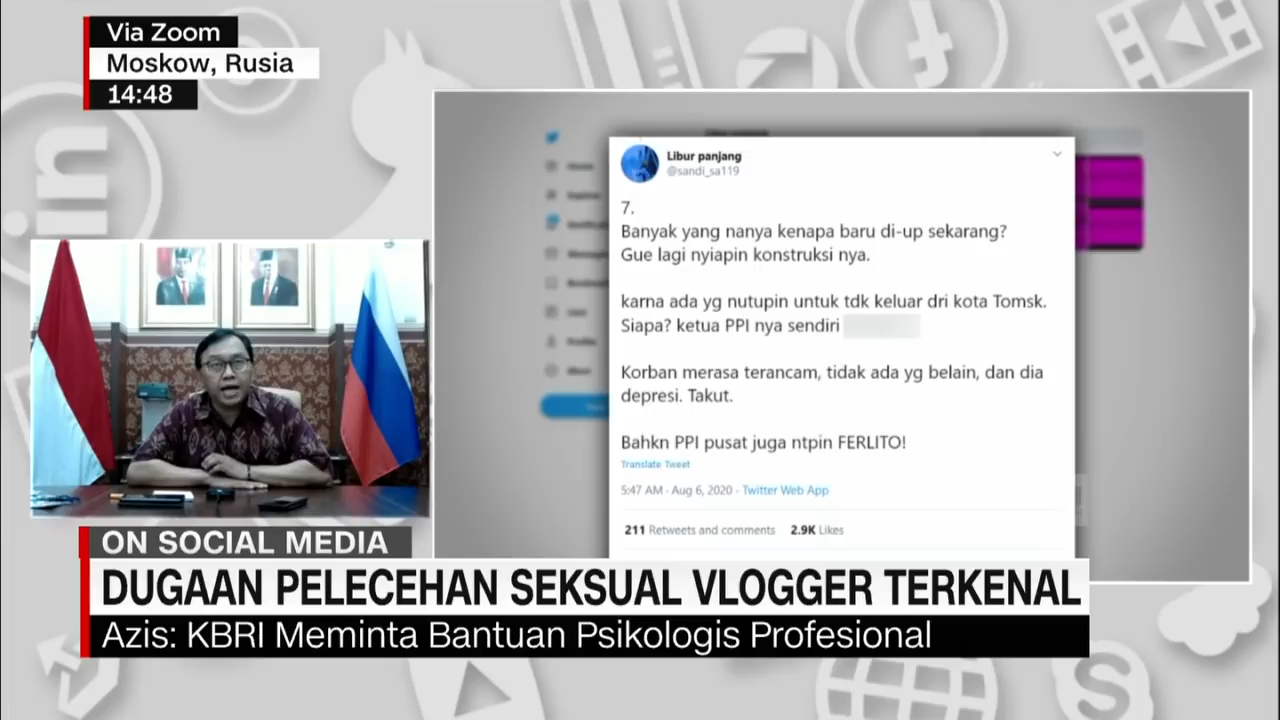 Via Zoom
Moskow, Rusia
14:48
Libur panjang
@sandi_sa119
7.
Banyak yang nanya kenapa baru di-up sekarang?
Gue lagi nyiapin konstruksi nya.
karna ada yg nutupin untuk tdk keluar dri kota Tomsk.
Siapa? ketua PPI nya sendiri
Korban merasa terancam, tidak ada yg belain, dan dia
depresi. Takut.
Bahkn PPI pusat juga ntpin FERLITO!
Translate Tweet
5:47 AM · Aug 6, 2020 · Twitter Web App
211 Retweets and comments 2.9K Likes
ON SOCIAL MEDIA
DUGAAN PELECEHAN SEKSUAL VLOGGER TERKENAL
Azis: KBRI Meminta Bantuan Psikologis Profesional